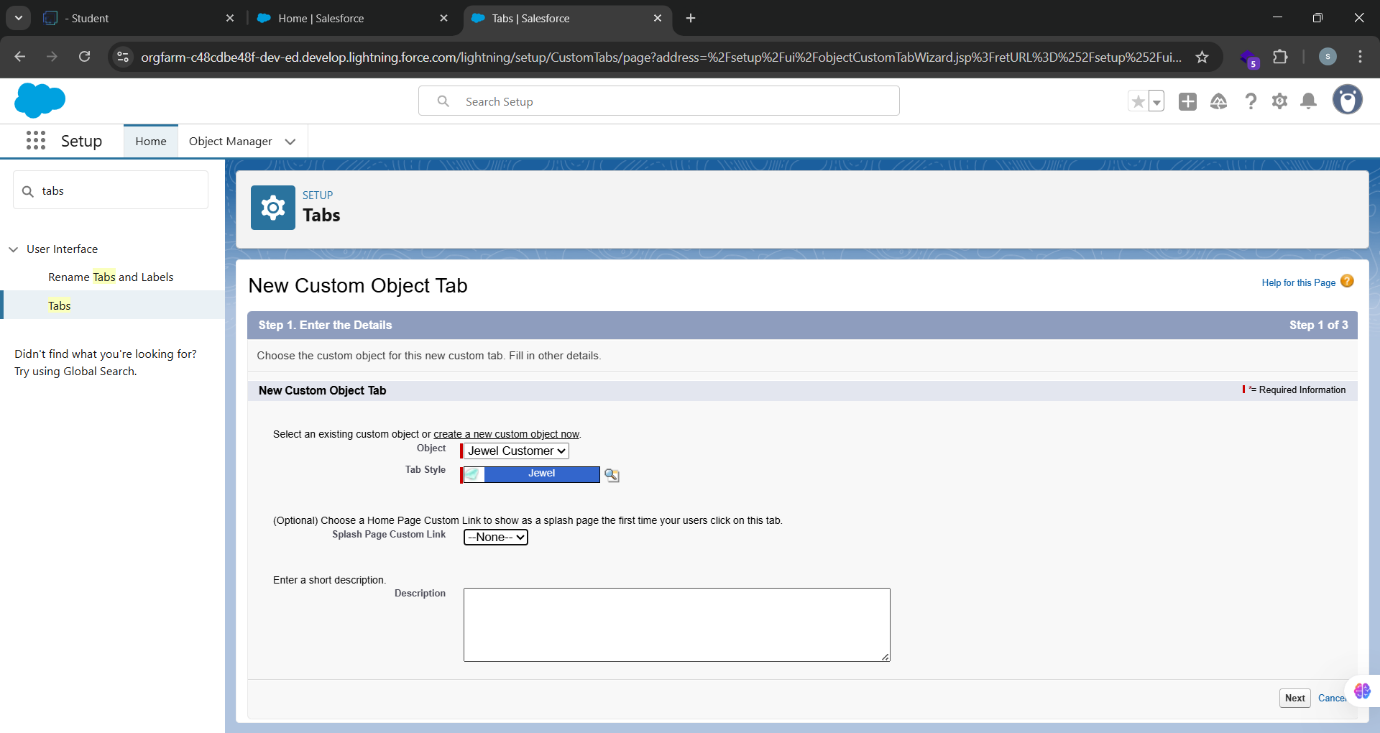 - Student
Home | Salesforce
Tabs | Salesforce
orgfarm-c48cdbe48f-dev-ed.develop.lightning.force.com/lightning/setup/CustomTabs/page?address=%2Fsetup%2Fui%2FobjectCustomTabWizard.jsp%3FretURL%3D%252Fsetup%252Fui...
5
S
Search Setup
Setup
Home
Object Manager
tabs
User Interface
Rename Tabs and Labels
Tabs
Didn't find what you're looking for?
Try using Global Search.
SETUP
Tabs
New Custom Object Tab
Help for this Page ?
Step 1. Enter the Details
Step 1 of 3
Choose the custom object for this new custom tab. Fill in other details.
New Custom Object Tab
*= Required Information
Select an existing custom object or create a new custom object now.
Object
Jewel Customer
Tab Style
Jewel
(Optional) Choose a Home Page Custom Link to show as a splash page the first time your users click on this tab.
Splash Page Custom Link
--None--
Enter a short description.
Description
Next
Cancel